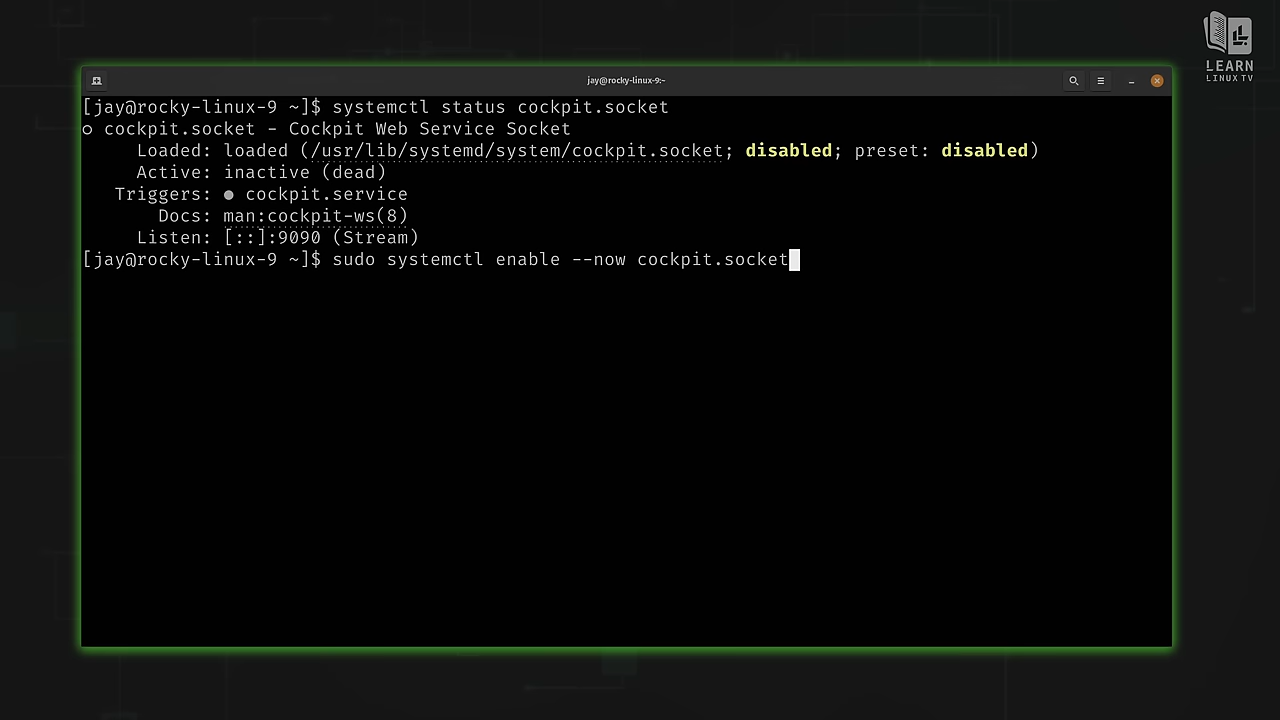 LEARN
LINUX TV
jay@rocky-linux-9:~
[jay@rocky-linux-9 ~]$ systemctl status cockpit.socket
○ cockpit.socket - Cockpit Web Service Socket
Loaded: loaded (/usr/lib/systemd/system/cockpit.socket; disabled; preset: disabled)
Active: inactive (dead)
Triggers: ● cockpit.service
Docs: man:cockpit-ws(8)
Listen: [::]:9090 (Stream)
[jay@rocky-linux-9 ~]$ sudo systemctl enable --now cockpit.socket